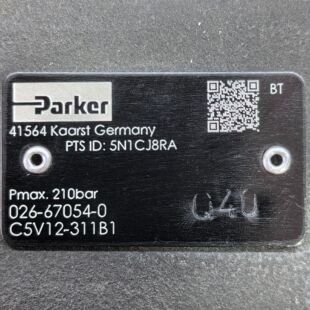 Parker
BT
41564 Kaarst Germany
PTS ID: 5N1CJ8RA
Pmax. 210bar
026-67054-0
C5V12-311B1